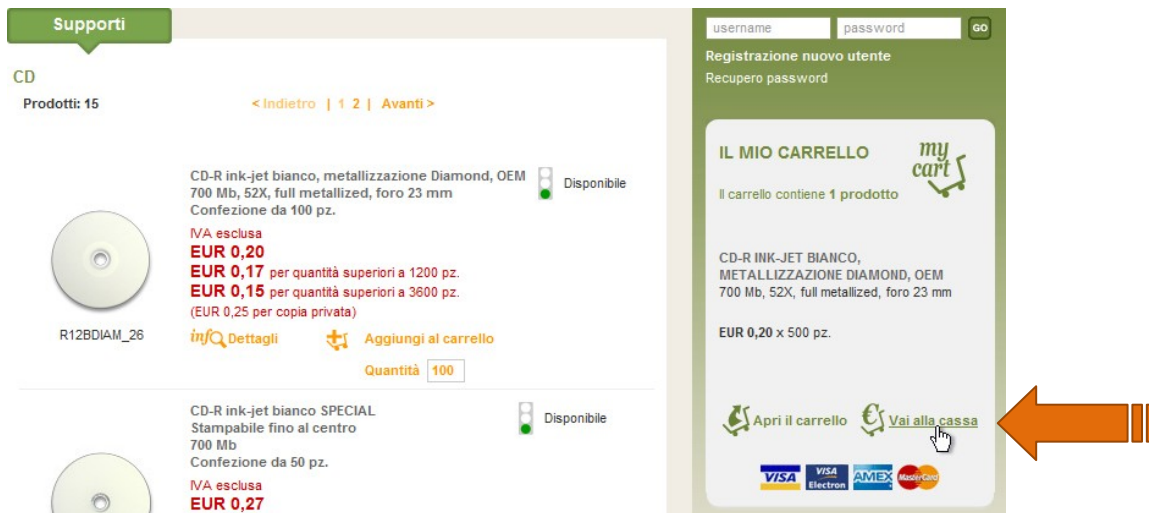 Supporti
CD
Prodotti: 15
< Indietro | 1 2 | Avanti >
CD-R ink-jet bianco, metallizzazione Diamond, OEM
700 Mb, 52X, full metallized, foro 23 mm
Confezione da 100 pz.
Disponibile
IVA esclusa
EUR 0,20
EUR 0,17 per quantità superiori a 1200 pz.
EUR 0,15 per quantità superiori a 3600 pz.
(EUR 0,25 per copia privata)
R12BDIAM_26
info Dettagli
Aggiungi al carrello
Quantità 100
CD-R ink-jet bianco SPECIAL
Stampabile fino al centro
700 Mb
Confezione da 50 pz.
Disponibile
IVA esclusa
EUR 0,27
username
password
GO
Registrazione nuovo utente
Recupero password
IL MIO CARRELLO
my
cart
Il carrello contiene 1 prodotto
CD-R INK-JET BIANCO,
METALLIZZAZIONE DIAMOND, OEM
700 Mb, 52X, full metallized, foro 23 mm
EUR 0,20 x 500 pz.
Apri il carrello
€ Vai alla cassa
VISA
VISA
Electron
AMEX
MasterCard